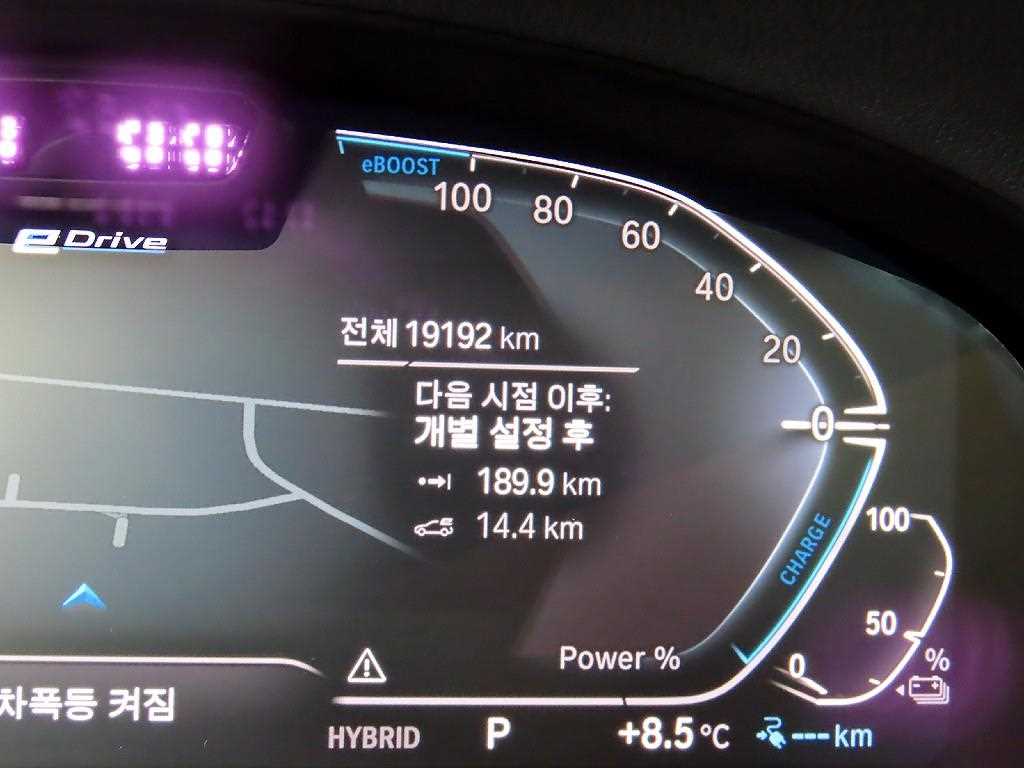 eDrive
eBOOST
100
80
60
40
20
0
전체 19192 km
다음 시점 이후:
개별 설정 후
189.9 km
14.4 km
CHARGE
100
50
0
%
Power %
차폭등 켜짐
HYBRID P +8.5 °C --- km